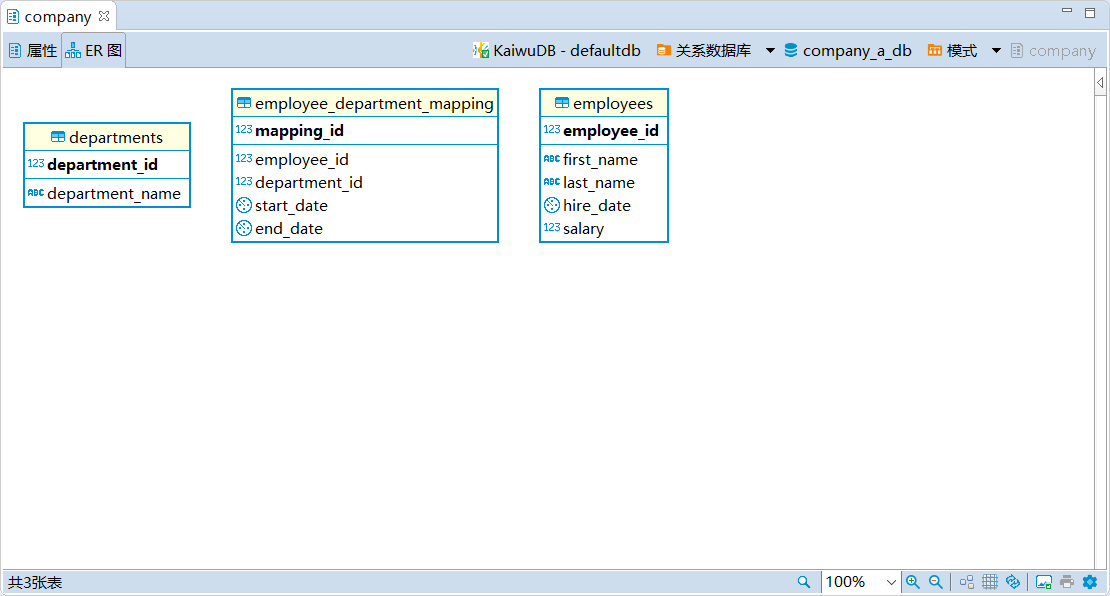 company
属性 ER 图 KaiwuDB - defaultdb 关系数据库 company_a_db 模式 company
departments
123 department_id
ABC department_name
employee_department_mapping
123 mapping_id
123 employee_id
123 department_id
start_date
end_date
employees
123 employee_id
ABC first_name
ABC last_name
hire_date
123 salary
共3张表 100%